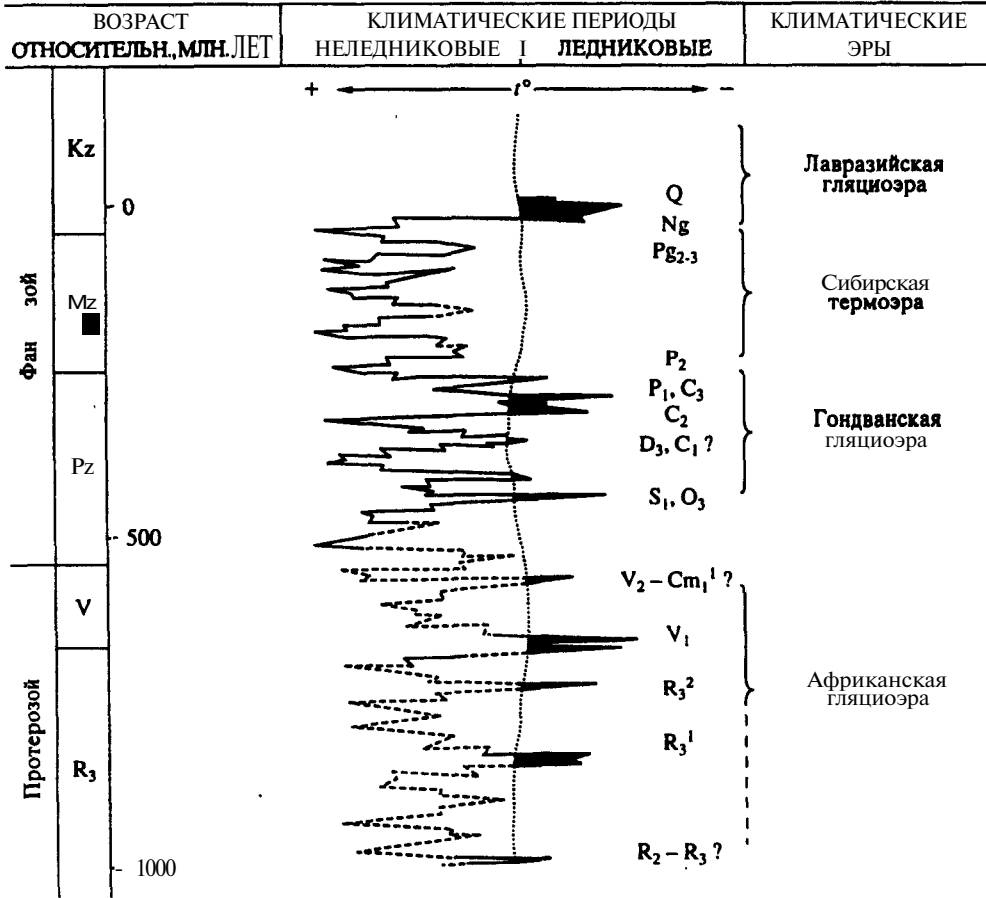 ВОЗРАСТ
ОТНОСИТЕЛЬН., МЛН. ЛЕТ
КЛИМАТИЧЕСКИЕ ПЕРИОДЫ
НЕЛЕДНИКОВЫЕ I ЛЕДНИКОВЫЕ
КЛИМАТИЧЕСКИЕ
ЭРЫ
+ t° −
Фан зой
Kz
Mz
Pz
Протерозой
V
R₃
0
500
- 1000
Q
Ng
Pg₂₋₃
P₂
P₁, C₃
C₂
D₃, C₁ ?
S₁, O₃
V₂ – Cm₁¹ ?
V₁
R₃²
R₃¹
R₂ – R₃ ?
Лавразийская
гляциоэра
Сибирская
термоэра
Гондванская
гляциоэра
Африканская
гляциоэра